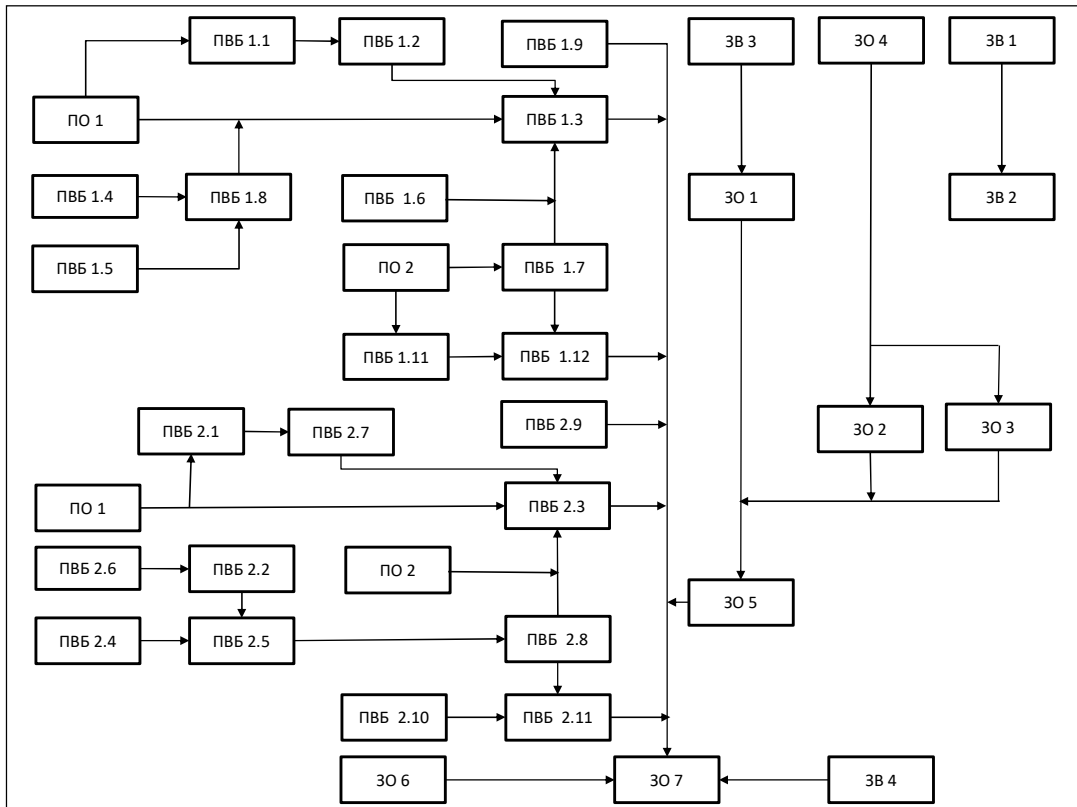 ПВБ 1.1
ПВБ 1.2
ПВБ 1.9
ЗВ 3
ЗО 4
ЗВ 1
ПО 1
ПВБ 1.3
ПВБ 1.4
ПВБ 1.8
ПВБ 1.6
ЗО 1
ЗВ 2
ПВБ 1.5
ПО 2
ПВБ 1.7
ПВБ 1.11
ПВБ 1.12
ПВБ 2.1
ПВБ 2.7
ПВБ 2.9
ЗО 2
ЗО 3
ПО 1
ПВБ 2.3
ПВБ 2.6
ПВБ 2.2
ПО 2
ЗО 5
ПВБ 2.4
ПВБ 2.5
ПВБ 2.8
ПВБ 2.10
ПВБ 2.11
ЗО 6
ЗО 7
ЗВ 4